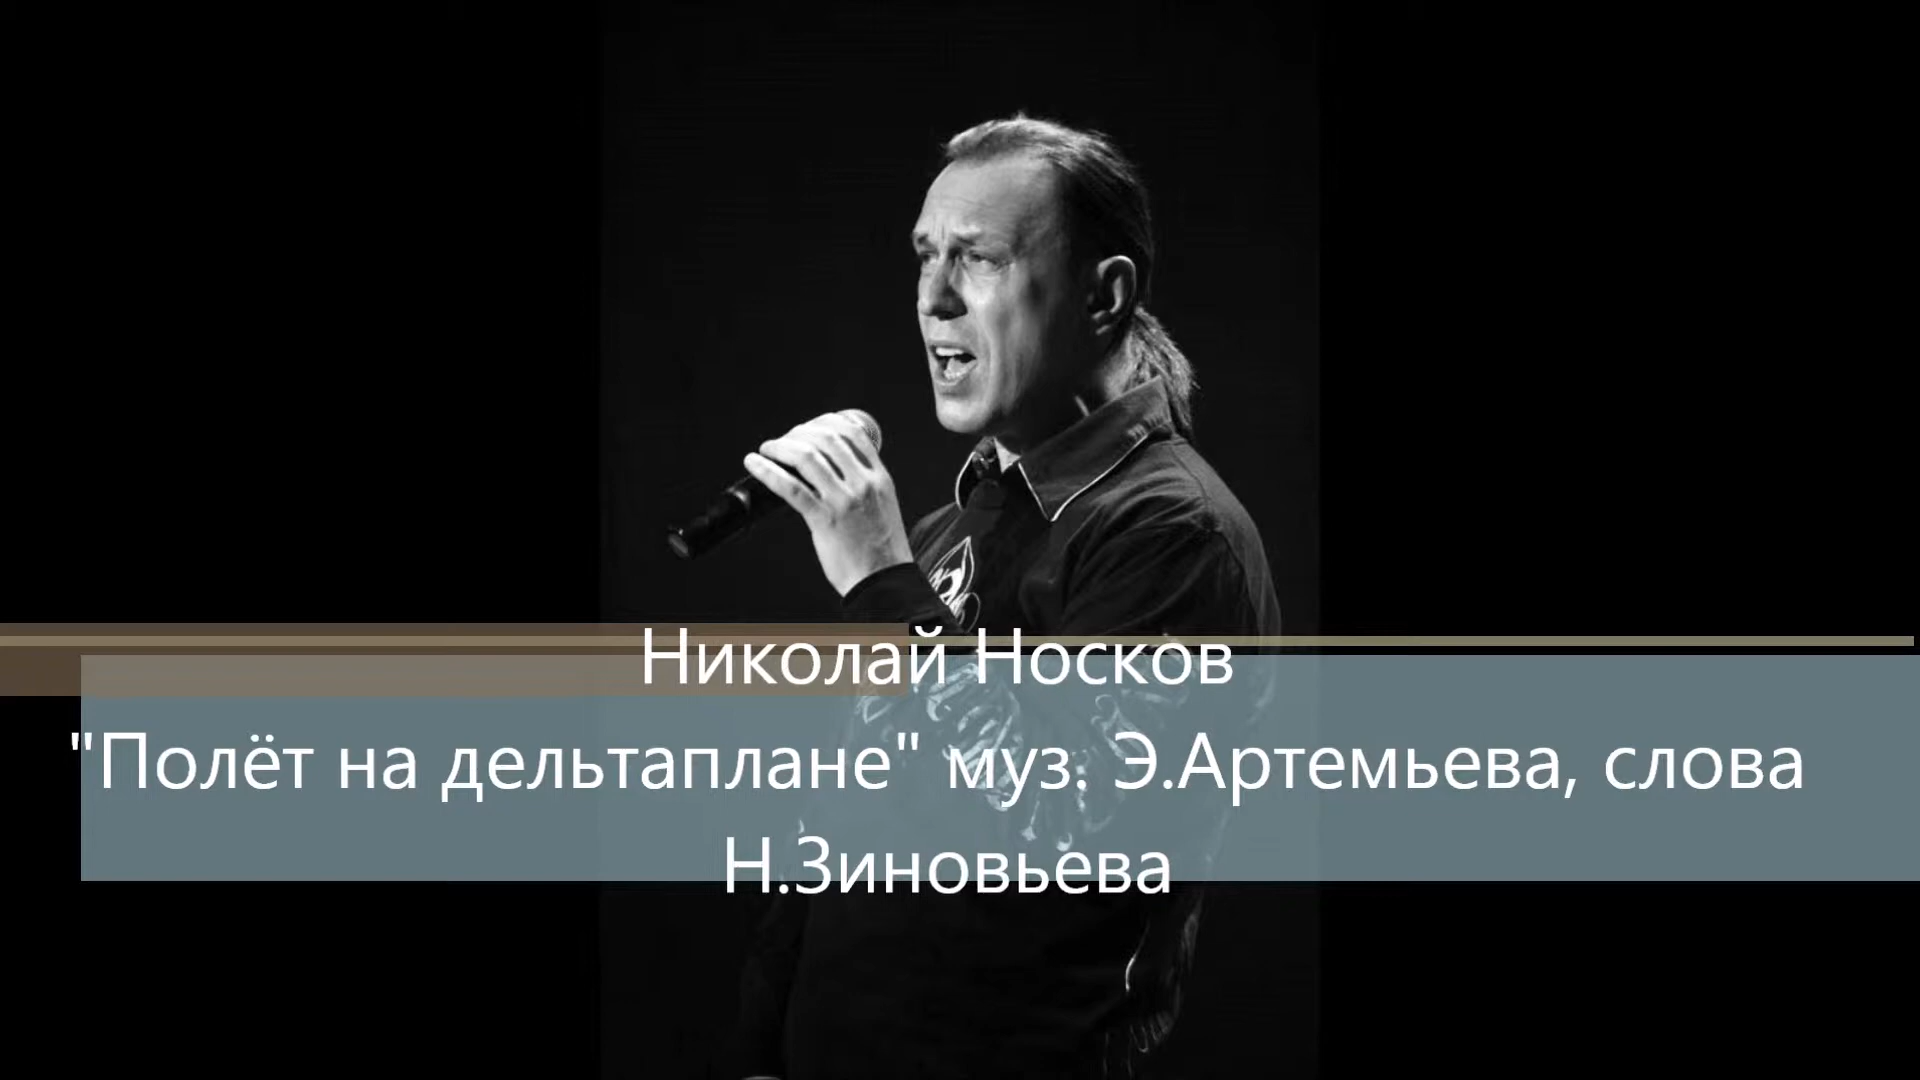 Николай Носков
"Полёт на дельтаплане" муз. Э.Артемьева, слова
Н.Зиновьева